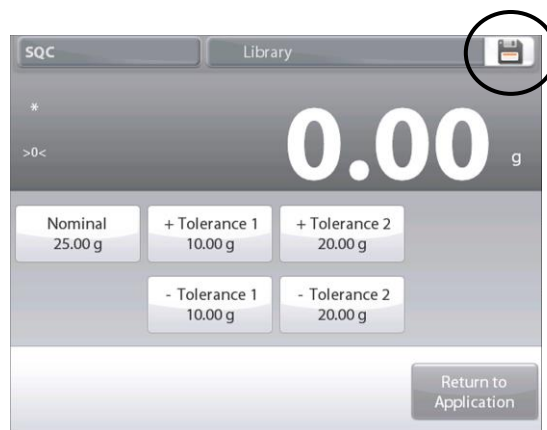 SQC
Library
*
>0<
0.00 g
Nominal
25.00 g
+ Tolerance 1
10.00 g
+ Tolerance 2
20.00 g
- Tolerance 1
10.00 g
- Tolerance 2
20.00 g
Return to
Application